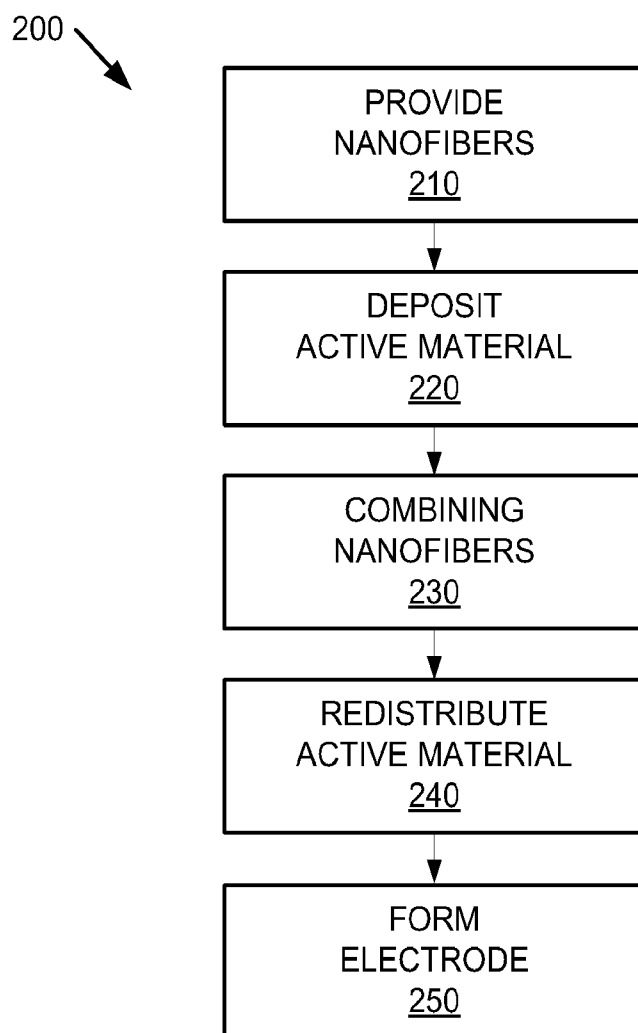 200
PROVIDE
NANOFIBERS
210
DEPOSIT
ACTIVE MATERIAL
220
COMBINING
NANOFIBERS
230
REDISTRIBUTE
ACTIVE MATERIAL
240
FORM
ELECTRODE
250